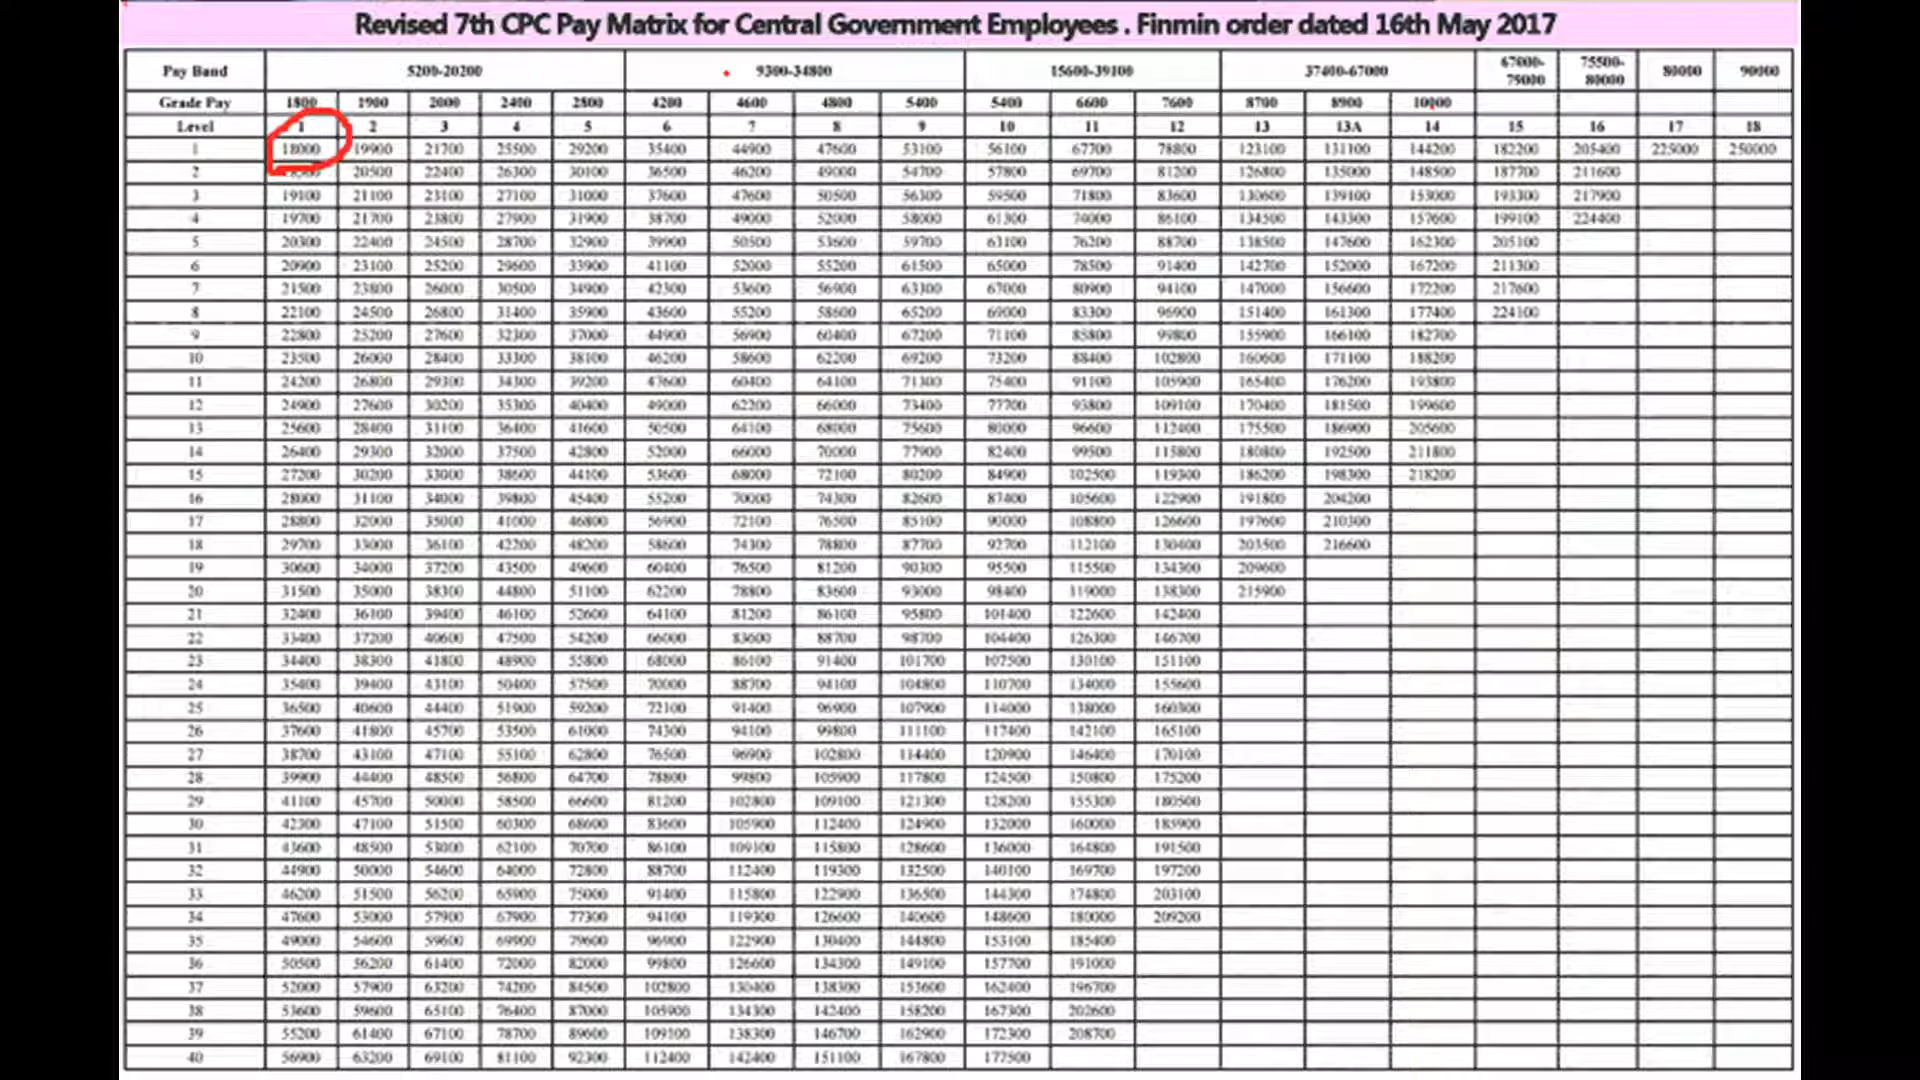 Revised 7th CPC Pay Matrix for Central Government Employees . Finmin order dated 16th May 2017
Pay Band 5200-20200 9300-34800 15600-39100 37400-67000 67000-75000 75500-80000 80000 90000
Grade Pay 1800 1900 2000 2400 2800 4200 4600 4800 5400 5400 6600 7600 8700 8900 10000
Level 1 2 3 4 5 6 7 8 9 10 11 12 13 13A 14 15 16 17 18
1 18000 19900 21700 25500 29200 35400 44900 47600 53100 56100 67700 78800 123100 131100 144200 182200 205400 225000 250000
2 20500 22400 26300 30100 36500 46200 49000 54700 57800 69700 81200 126800 135000 148500 187700 211600
3 19100 21100 23100 27100 31000 37600 47600 50500 56300 59500 71800 83600 130600 139100 153000 193300 217900
4 19700 21700 23800 27900 31900 38700 49000 52000 58000 61300 74000 86100 134500 143300 157600 199100 224400
5 20300 22400 24500 28700 32900 39900 50500 53600 59700 63100 76200 88700 138500 147600 162300 205100
6 20900 23100 25200 29600 33900 41100 52000 55200 61500 65000 78500 91400 142700 152000 167200 211300
7 21500 23800 26000 30500 34900 42300 53600 56900 63300 67000 80900 94100 147000 156600 172200 217600
8 22100 24500 26800 31400 35900 43600 55200 58600 65200 69000 83300 96900 151400 161300 177400 224100
9 22800 25200 27600 32300 37000 44900 56900 60400 67200 71100 85800 99800 155900 166100 182700
10 23500 26000 28400 33300 38100 46200 58600 62200 69200 73200 88400 102800 160600 171100 188200
11 24200 26800 29300 34300 39200 47600 60400 64100 71300 75400 91100 105900 165400 176200 193800
12 24900 27600 30200 35300 40400 49000 62200 66000 73400 77700 93800 109100 170400 181500 199600
13 25600 28400 31100 36400 41600 50500 64100 68000 75600 80000 96600 112400 175500 186900 205600
14 26400 29300 32000 37500 42800 52000 66000 70000 77900 82400 99500 115800 180800 192500 211800
15 27200 30200 33000 38600 44100 53600 68000 72100 80200 84900 102500 119300 186200 198300 218200
16 28000 31100 34000 39800 45400 55200 70000 74300 82600 87400 105600 122900 191800 204200
17 28800 32000 35000 41000 46800 56900 72100 76500 85100 90000 108800 126600 197600 210300
18 29700 33000 36100 42200 48200 58600 74300 78800 87700 92700 112100 130400 203500 216600
19 30600 34000 37200 43500 49600 60400 76500 81200 90300 95500 115500 134300 209600
20 31500 35000 38300 44800 51100 62200 78800 83600 93000 98400 119000 138300 215900
21 32400 36100 39400 46100 52600 64100 81200 86100 95800 101400 122600 142400
22 33400 37200 40600 47500 54200 66000 83600 88700 98700 104400 126300 146700
23 34400 38300 41800 48900 55800 68000 86100 91400 101700 107500 130100 151100
24 35400 39400 43100 50400 57500 70000 88700 94100 104800 110700 134000 155600
25 36500 40600 44400 51900 59200 72100 91400 96900 107900 114000 138000 160300
26 37600 41800 45700 53500 61000 74300 94100 99800 111100 117400 142100 165100
27 38700 43100 47100 55100 62800 76500 96900 102800 114400 120900 146400 170100
28 39900 44400 48500 56800 64700 78800 99800 105900 117800 124500 150800 175200
29 41100 45700 50000 58500 66600 81200 102800 109100 121300 128200 155300 180500
30 42300 47100 51500 60300 68600 83600 105900 112400 124900 132000 160000 185900
31 43600 48500 53000 62100 70700 86100 109100 115800 128600 136000 164800 191500
32 44900 50000 54600 64000 72800 88700 112400 119300 132500 140100 169700 197200
33 46200 51500 56200 65900 75000 91400 115800 122900 136500 144300 174800 203100
34 47600 53000 57900 67900 77300 94100 119300 126600 140600 148600 180000 209200
35 49000 54600 59600 69900 79600 96900 122900 130400 144800 153100 185400
36 50500 56200 61400 72000 82000 99800 126600 134300 149100 157700 191000
37 52000 57900 63200 74200 84500 102800 130400 138300 153600 162400 196700
38 53600 59600 65100 76400 87000 105900 134300 142400 158200 167300 202600
39 55200 61400 67100 78700 89600 109100 138300 146700 162900 172300 208700
40 56900 63200 69100 81100 92300 112400 142400 151100 167800 177500